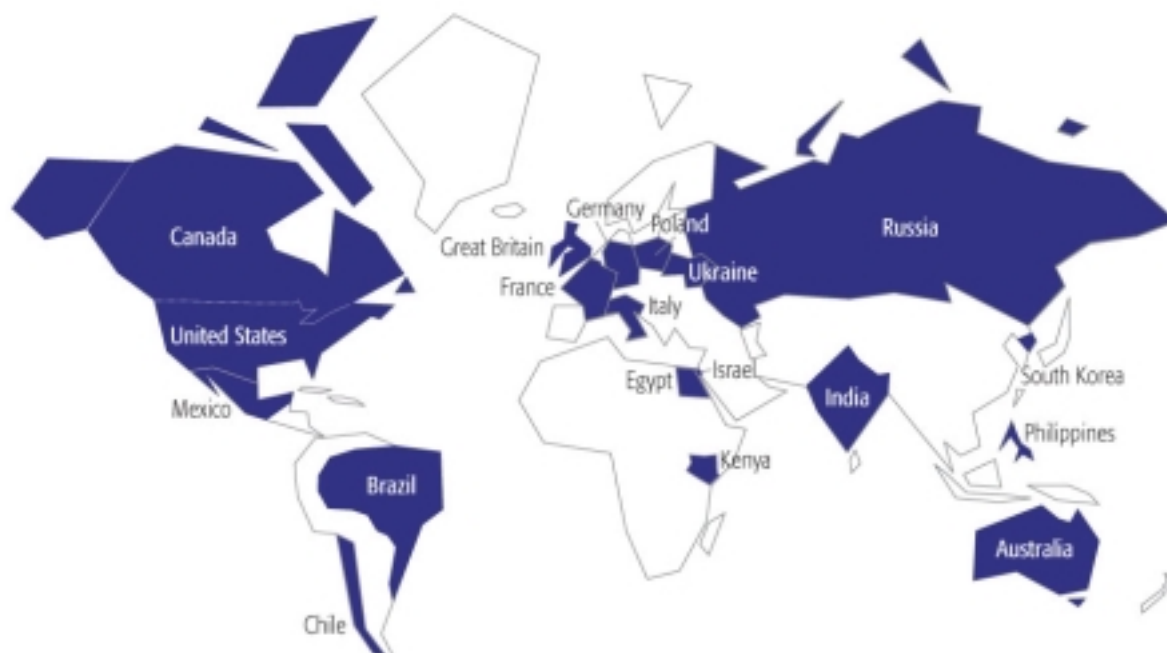 Canada
United States
Mexico
Brazil
Chile
Great Britain
Germany
Poland
France
Ukraine
Italy
Egypt
Israel
Kenya
Russia
India
South Korea
Philippines
Australia